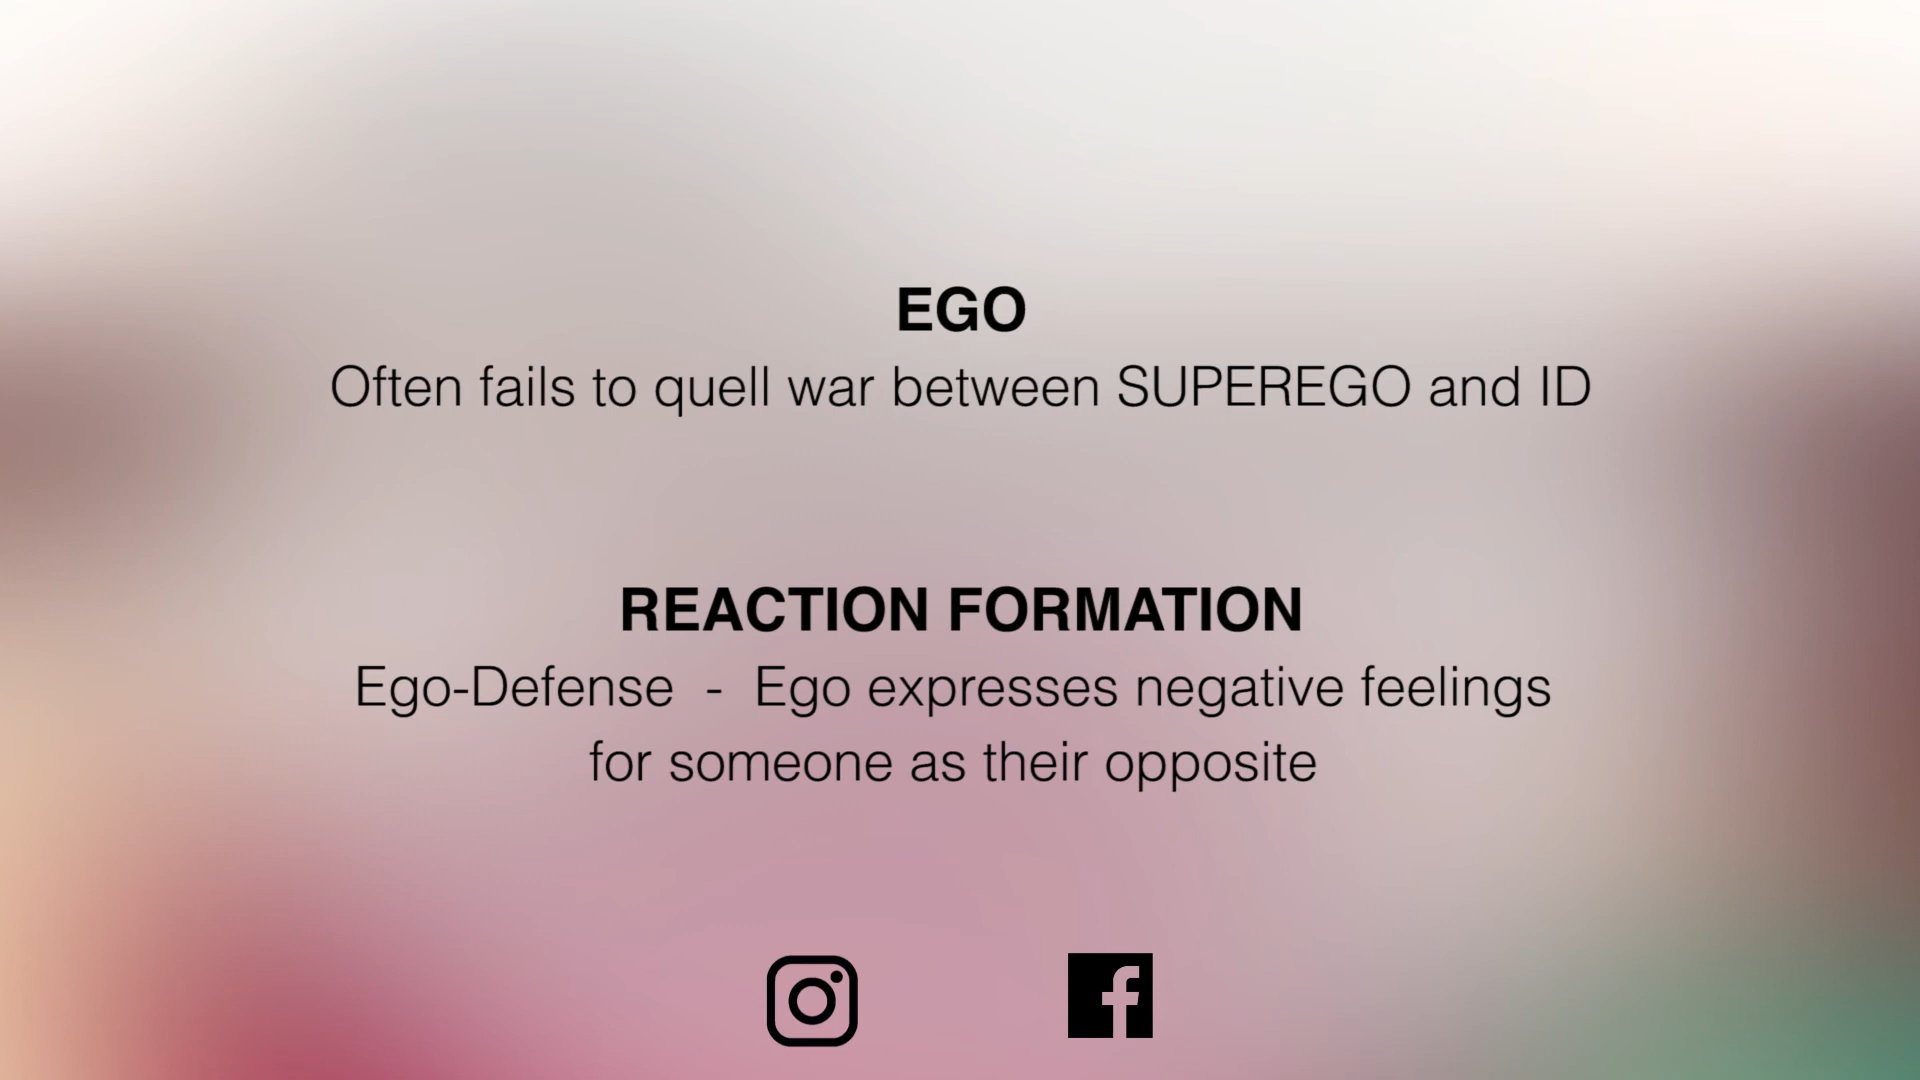 EGO
Often fails to quell war between SUPEREGO and ID
REACTION FORMATION
Ego-Defense - Ego expresses negative feelings
for someone as their opposite